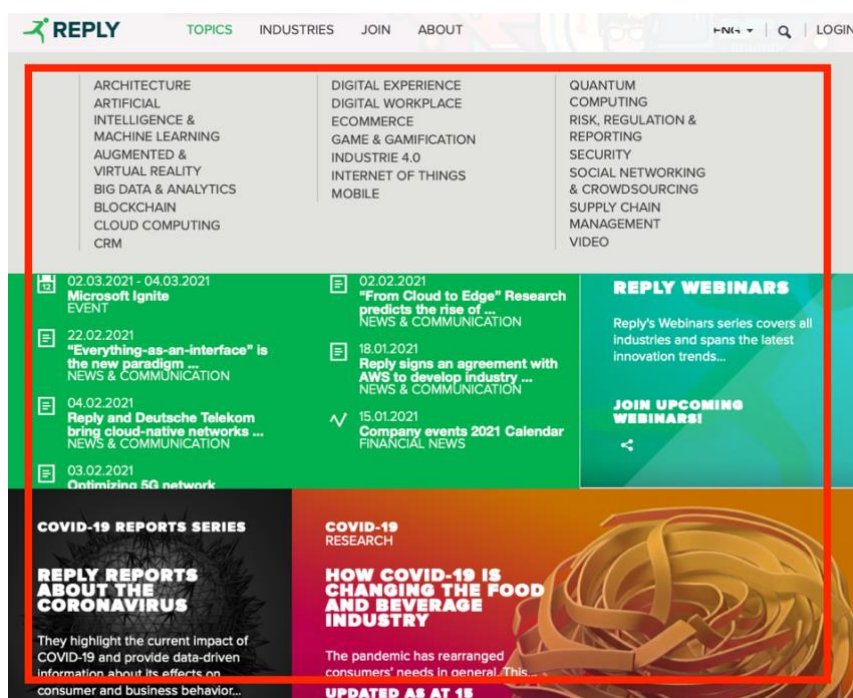 REPLY
TOPICS INDUSTRIES JOIN ABOUT
ENG LOGIN
ARCHITECTURE
ARTIFICIAL
INTELLIGENCE &
MACHINE LEARNING
AUGMENTED &
VIRTUAL REALITY
BIG DATA & ANALYTICS
BLOCKCHAIN
CLOUD COMPUTING
CRM
DIGITAL EXPERIENCE
DIGITAL WORKPLACE
ECOMMERCE
GAME & GAMIFICATION
INDUSTRIE 4.0
INTERNET OF THINGS
MOBILE
QUANTUM
COMPUTING
RISK, REGULATION &
REPORTING
SECURITY
SOCIAL NETWORKING
& CROWDSOURCING
SUPPLY CHAIN
MANAGEMENT
VIDEO
12
02.03.2021 - 04.03.2021
Microsoft Ignite
EVENT
22.02.2021
“Everything-as-an-interface” is
the new paradigm ...
NEWS & COMMUNICATION
04.02.2021
Reply and Deutsche Telekom
bring cloud-native networks ...
NEWS & COMMUNICATION
03.02.2021
Optimizing 5G network
02.02.2021
“From Cloud to Edge” Research
predicts the rise of ...
NEWS & COMMUNICATION
18.01.2021
Reply signs an agreement with
AWS to develop industry ...
NEWS & COMMUNICATION
15.01.2021
Company events 2021 Calendar
FINANCIAL NEWS
REPLY WEBINARS
Reply's Webinars series covers all
industries and spans the latest
innovation trends...
JOIN UPCOMING
WEBINARS!
COVID-19 REPORTS SERIES
REPLY REPORTS
ABOUT THE
CORONAVIRUS
They highlight the current impact of
COVID-19 and provide data-driven
information about its effects on
consumer and business behavior...
COVID-19
RESEARCH
HOW COVID-19 IS
CHANGING THE FOOD
AND BEVERAGE
INDUSTRY
The pandemic has rearranged
consumers' needs in general. This...
UPDATED AS AT 15